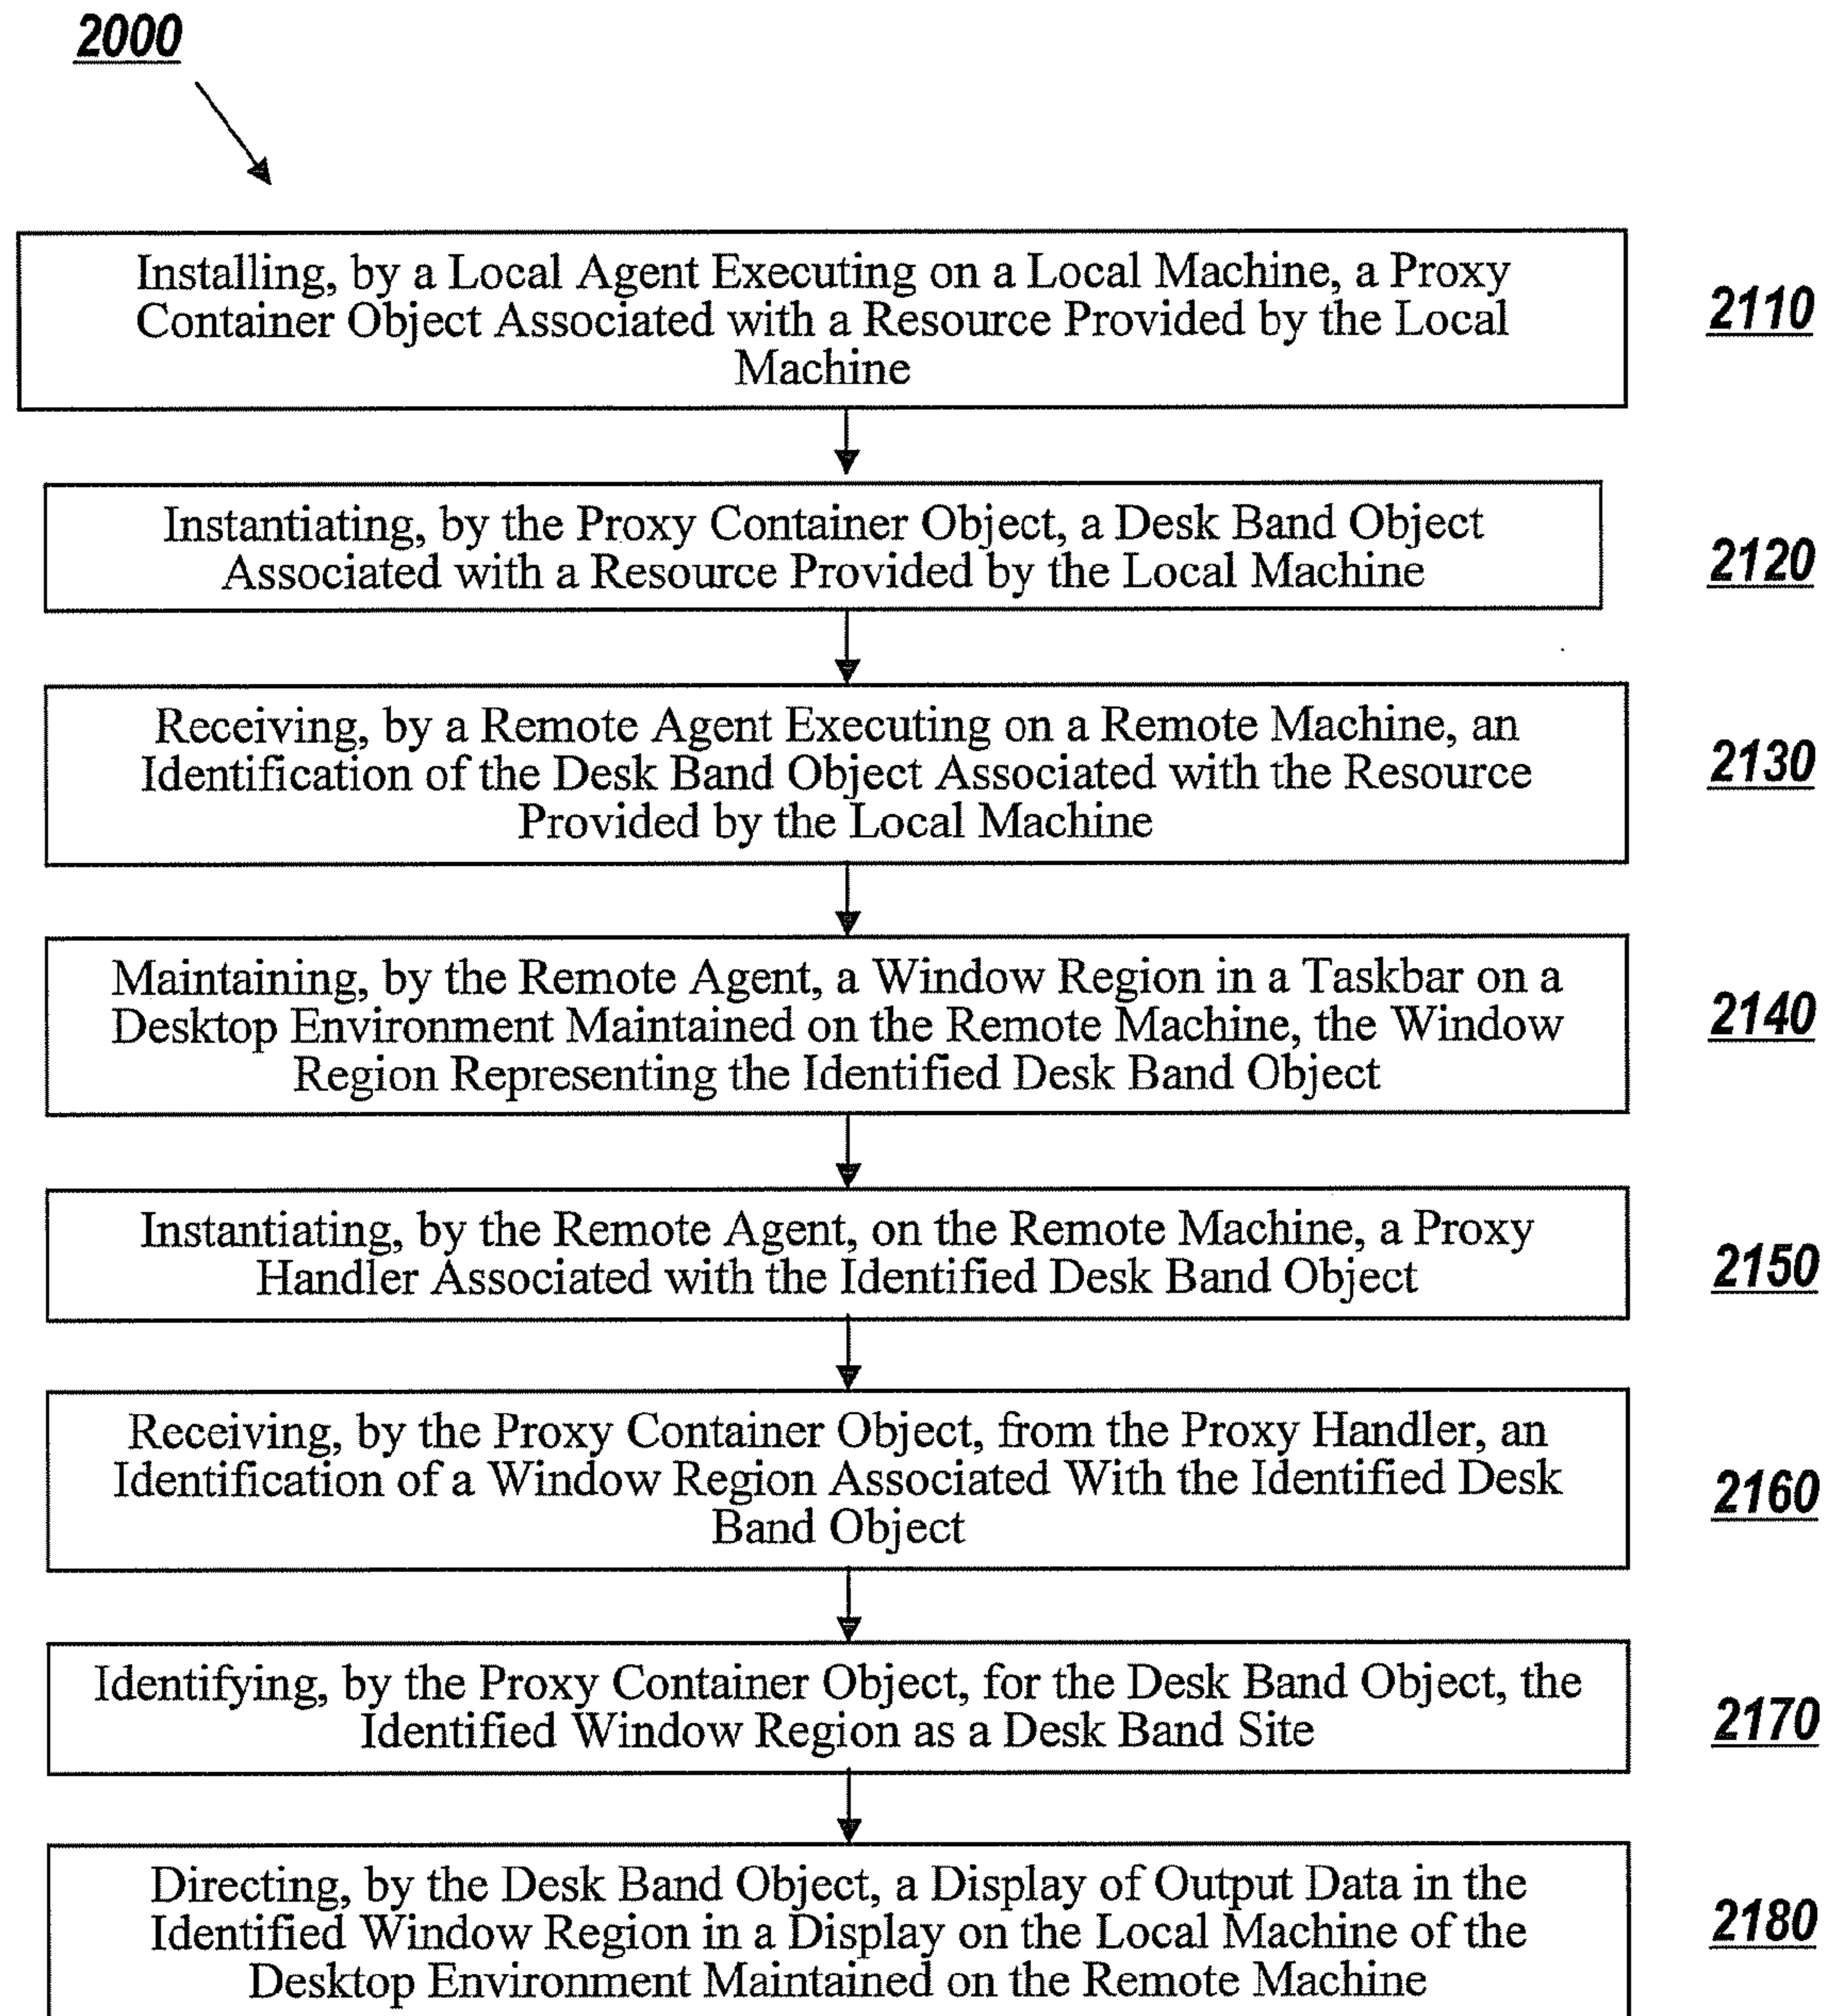 2000
Installing, by a Local Agent Executing on a Local Machine, a Proxy
Container Object Associated with a Resource Provided by the Local
Machine
2110
Instantiating, by the Proxy Container Object, a Desk Band Object
Associated with a Resource Provided by the Local Machine
2120
Receiving, by a Remote Agent Executing on a Remote Machine, an
Identification of the Desk Band Object Associated with the Resource
Provided by the Local Machine
2130
Maintaining, by the Remote Agent, a Window Region in a Taskbar on a
Desktop Environment Maintained on the Remote Machine, the Window
Region Representing the Identified Desk Band Object
2140
Instantiating, by the Remote Agent, on the Remote Machine, a Proxy
Handler Associated with the Identified Desk Band Object
2150
Receiving, by the Proxy Container Object, from the Proxy Handler, an
Identification of a Window Region Associated With the Identified Desk
Band Object
2160
Identifying, by the Proxy Container Object, for the Desk Band Object, the
Identified Window Region as a Desk Band Site
2170
Directing, by the Desk Band Object, a Display of Output Data in the
Identified Window Region in a Display on the Local Machine of the
Desktop Environment Maintained on the Remote Machine
2180